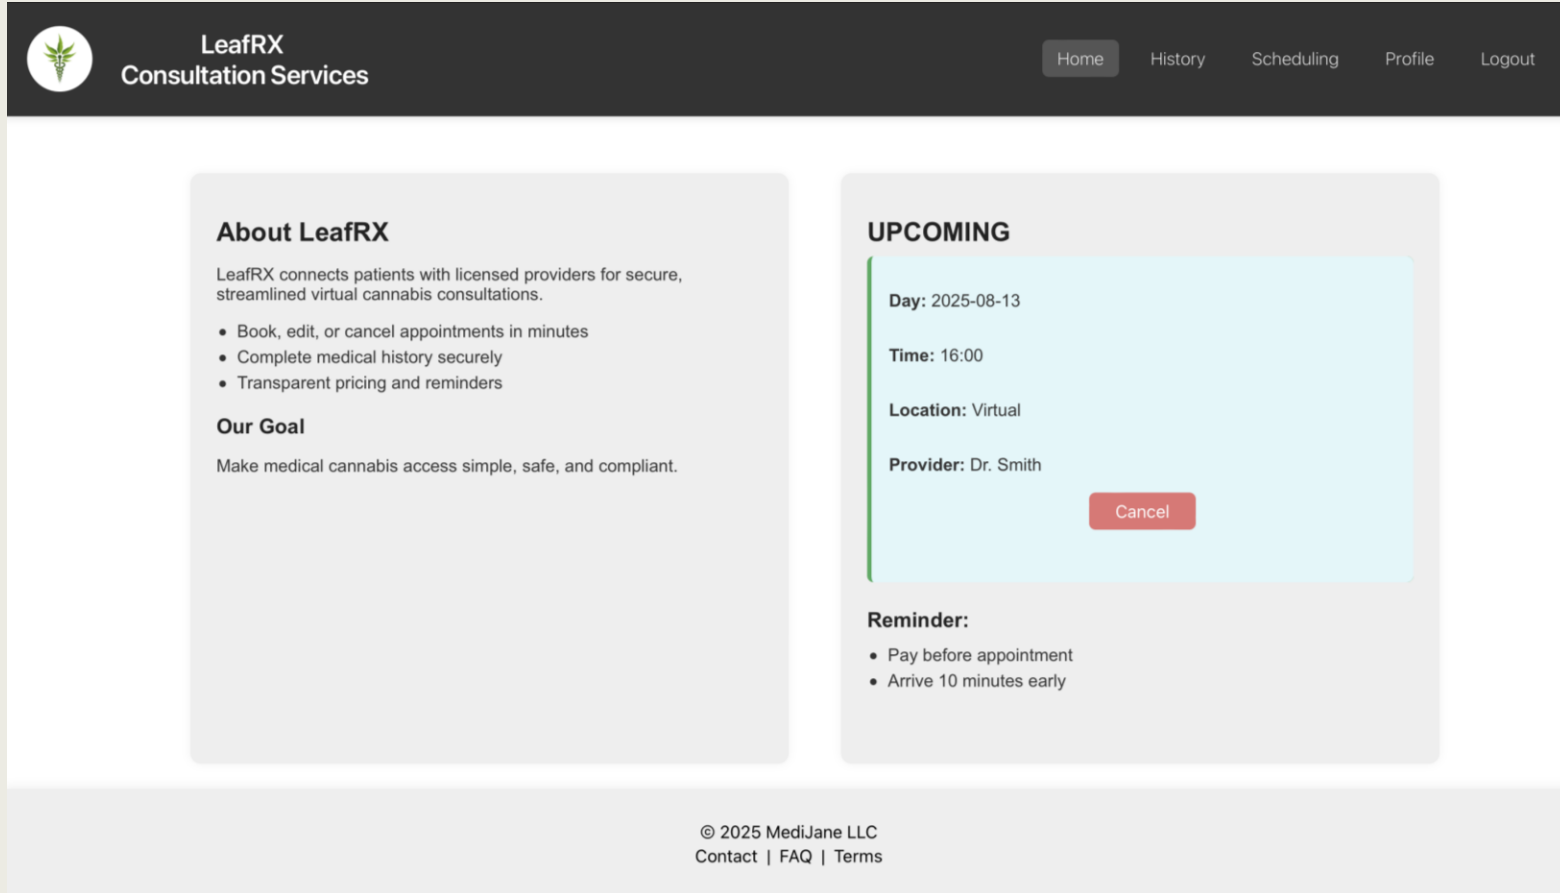 LeafRX
Consultation Services
Home
History
Scheduling
Profile
Logout
About LeafRX
LeafRX connects patients with licensed providers for secure,
streamlined virtual cannabis consultations.
• Book, edit, or cancel appointments in minutes
• Complete medical history securely
• Transparent pricing and reminders
Our Goal
Make medical cannabis access simple, safe, and compliant.
UPCOMING
Day: 2025-08-13
Time: 16:00
Location: Virtual
Provider: Dr. Smith
Cancel
Reminder:
• Pay before appointment
• Arrive 10 minutes early
© 2025 MediJane LLC
Contact | FAQ | Terms